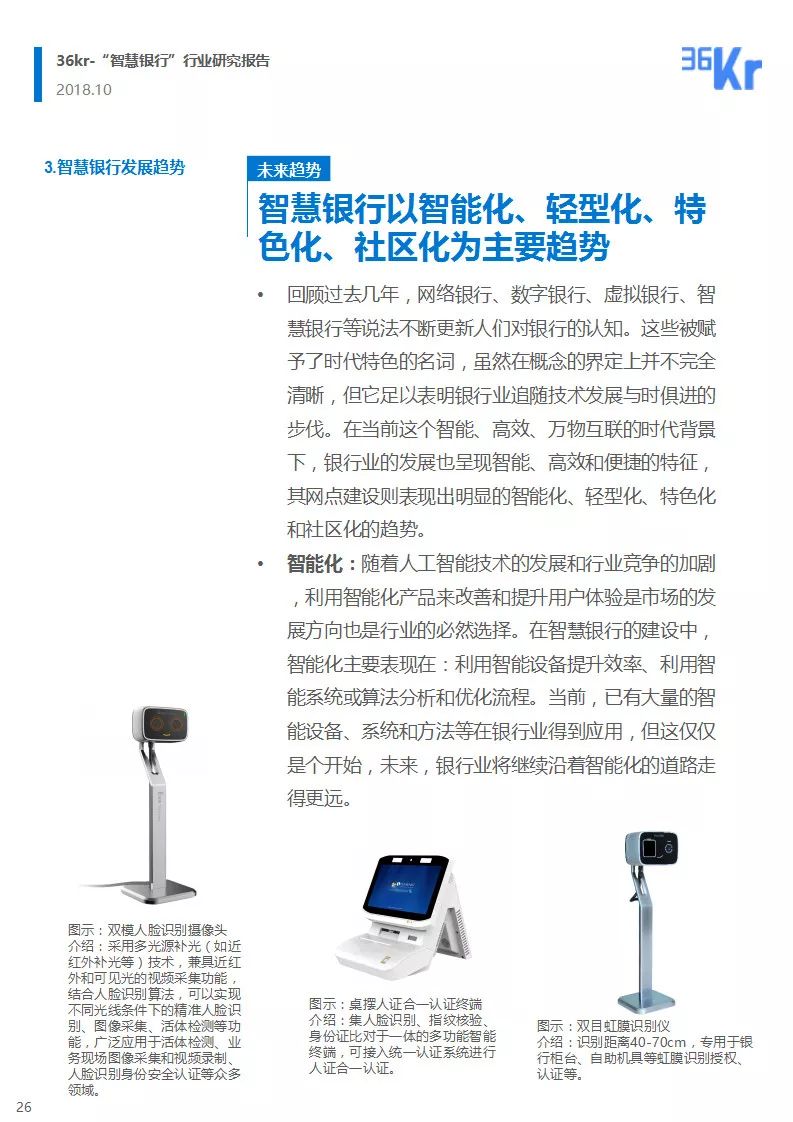 36kr-“智慧银行”行业研究报告
2018.10
36Kr
3.智慧银行发展趋势
未来趋势
智慧银行以智能化、轻型化、特
色化、社区化为主要趋势
• 回顾过去几年，网络银行、数字银行、虚拟银行、智
慧银行等说法不断更新人们对银行的认知。这些被赋
予了时代特色的名词，虽然在概念的界定上并不完全
清晰，但它足以表明银行业追随技术发展与时俱进的
步伐。在当前这个智能、高效、万物互联的时代背景
下，银行业的发展也呈现智能、高效和便捷的特征，
其网点建设则表现出明显的智能化、轻型化、特色化
和社区化的趋势。
• 智能化：随着人工智能技术的发展和行业竞争的加剧
，利用智能化产品来改善和提升用户体验是市场的发
展方向也是行业的必然选择。在智慧银行的建设中，
智能化主要表现在：利用智能设备提升效率、利用智
能系统或算法分析和优化流程。当前，已有大量的智
能设备、系统和方法等在银行业得到应用，但这仅仅
是个开始，未来，银行业将继续沿着智能化的道路走
得更远。
图示：双模人脸识别摄像头
介绍：采用多光源补光（如近
红外补光等）技术，兼具近红
外和可见光的视频采集功能，
结合人脸识别算法，可以实现
不同光线条件下的精准人脸识
别、图像采集、活体检测等功
能，广泛应用于活体检测、业
务现场图像采集和视频录制、
人脸识别身份安全认证等众多
领域。
图示：桌摆人证合一认证终端
介绍：集人脸识别、指纹核验、
身份证比对于一体的多功能智能
终端，可接入统一认证系统进行
人证合一认证。
图示：双目虹膜识别仪
介绍：识别距离40-70cm，专用于银
行柜台、自助机具等虹膜识别授权、
认证等。
26